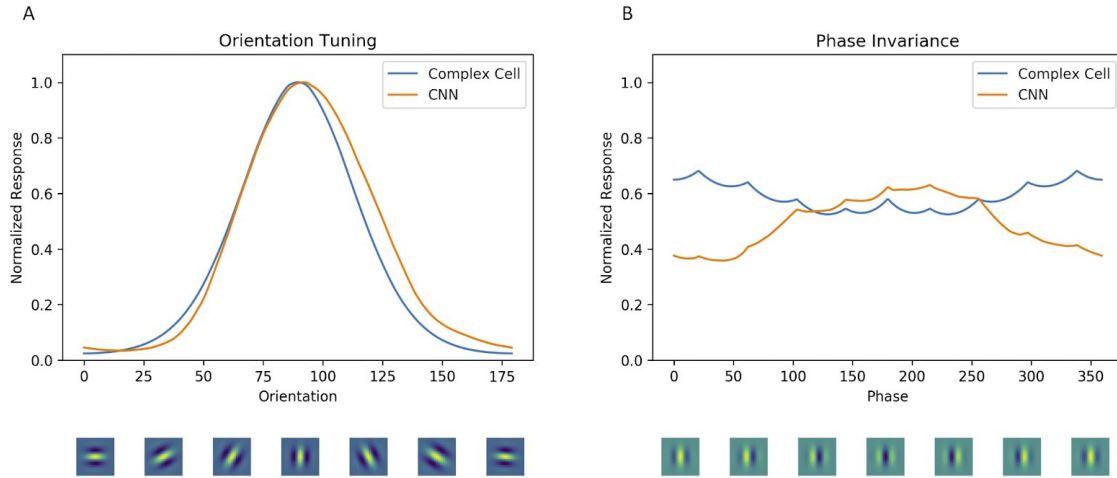 A
Orientation Tuning
Normalized Response
1.0
0.8
0.6
0.4
0.2
0.0
Complex Cell
CNN
0 25 50 75 100 125 150 175
Orientation
B
Phase Invariance
Normalized Response
1.0
0.8
0.6
0.4
0.2
0.0
Complex Cell
CNN
0 50 100 150 200 250 300 350
Phase